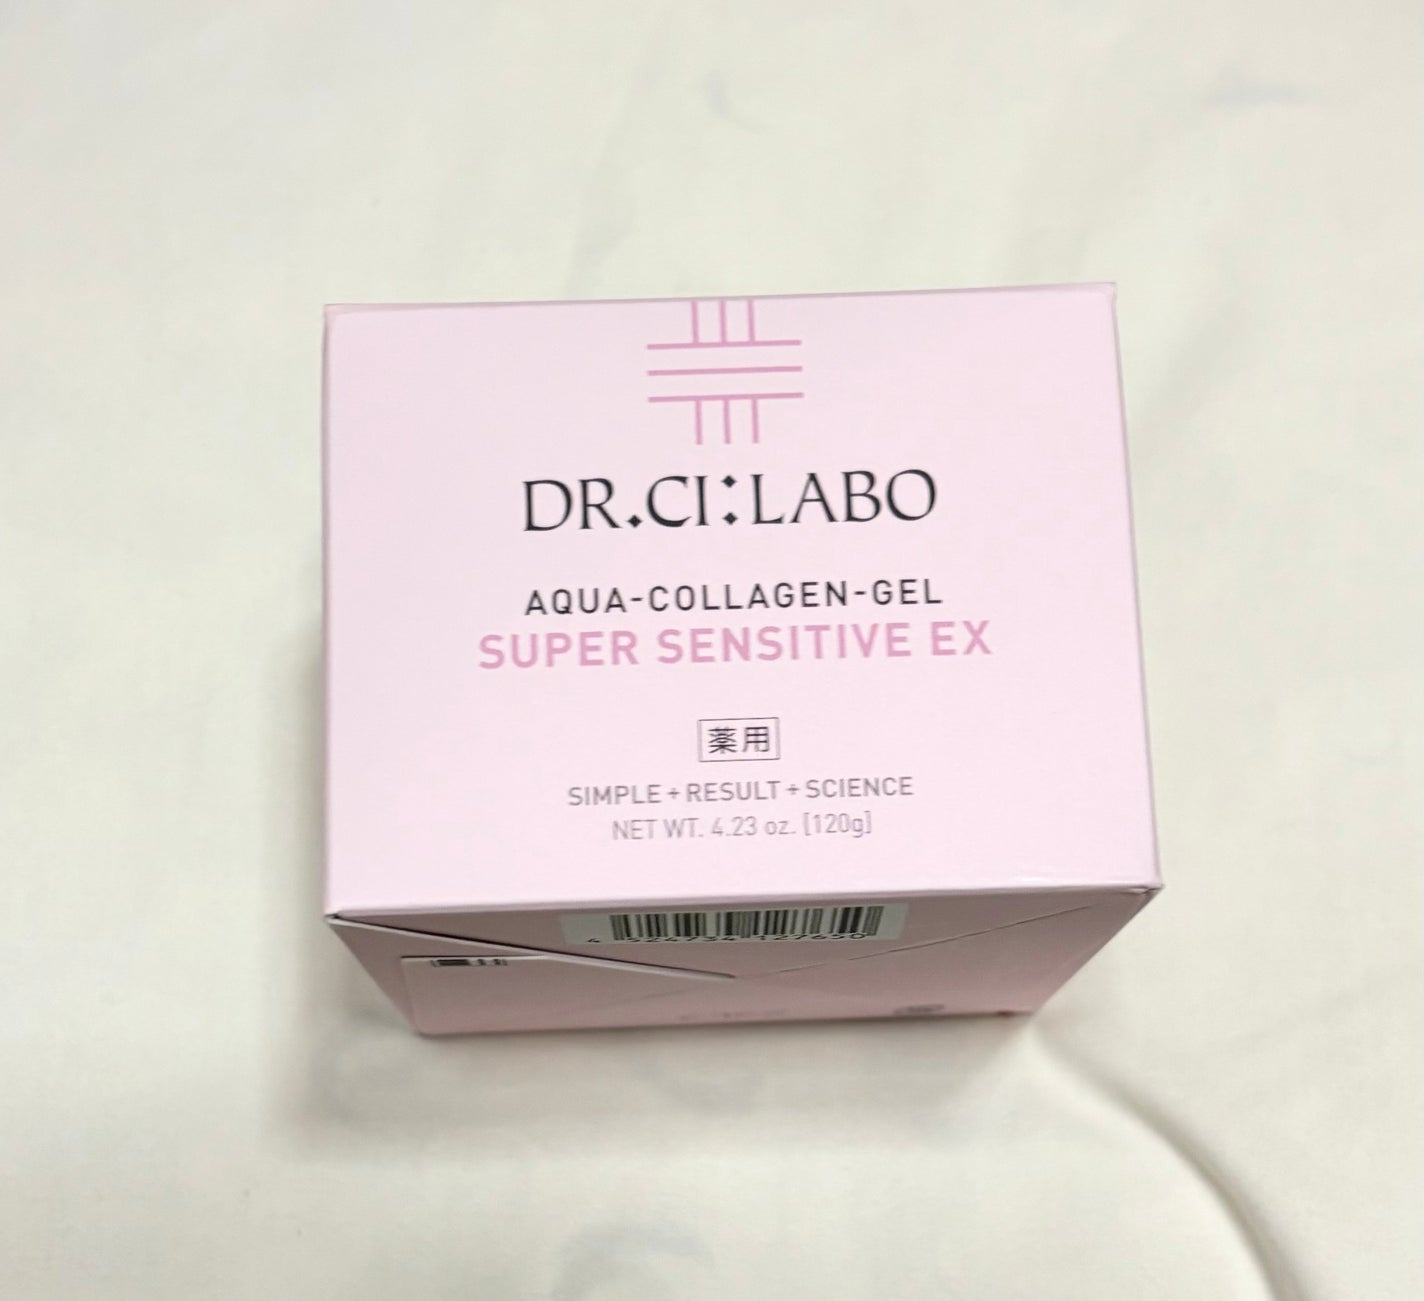 DR.CI:LABO
AQUA-COLLAGEN-GEL
SUPER SENSITIVE EX
薬用
SIMPLE+RESULT+SCIENCE
NET WT. 4.23 oz. [120g]